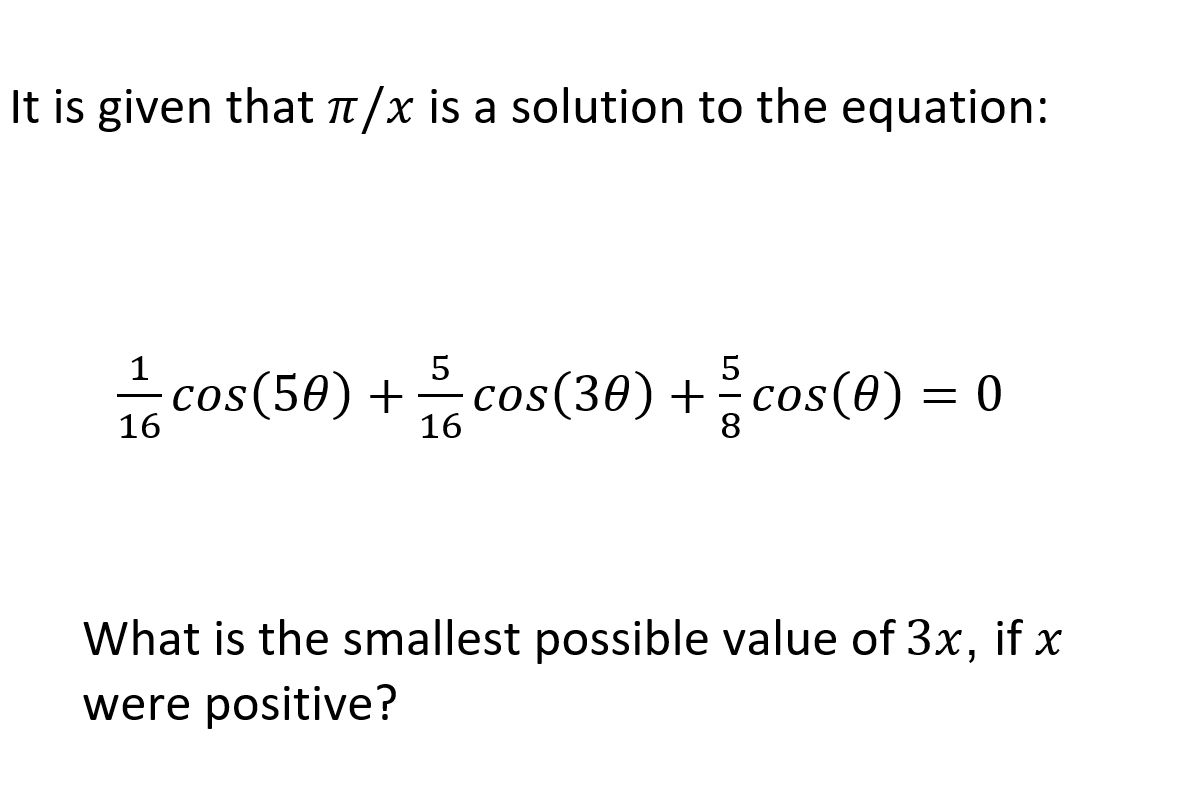 It is given that π/x is a solution to the equation:
1/16 cos(5θ) + 5/16 cos(3θ) + 5/8 cos(θ) = 0
What is the smallest possible value of 3x, if x
were positive?